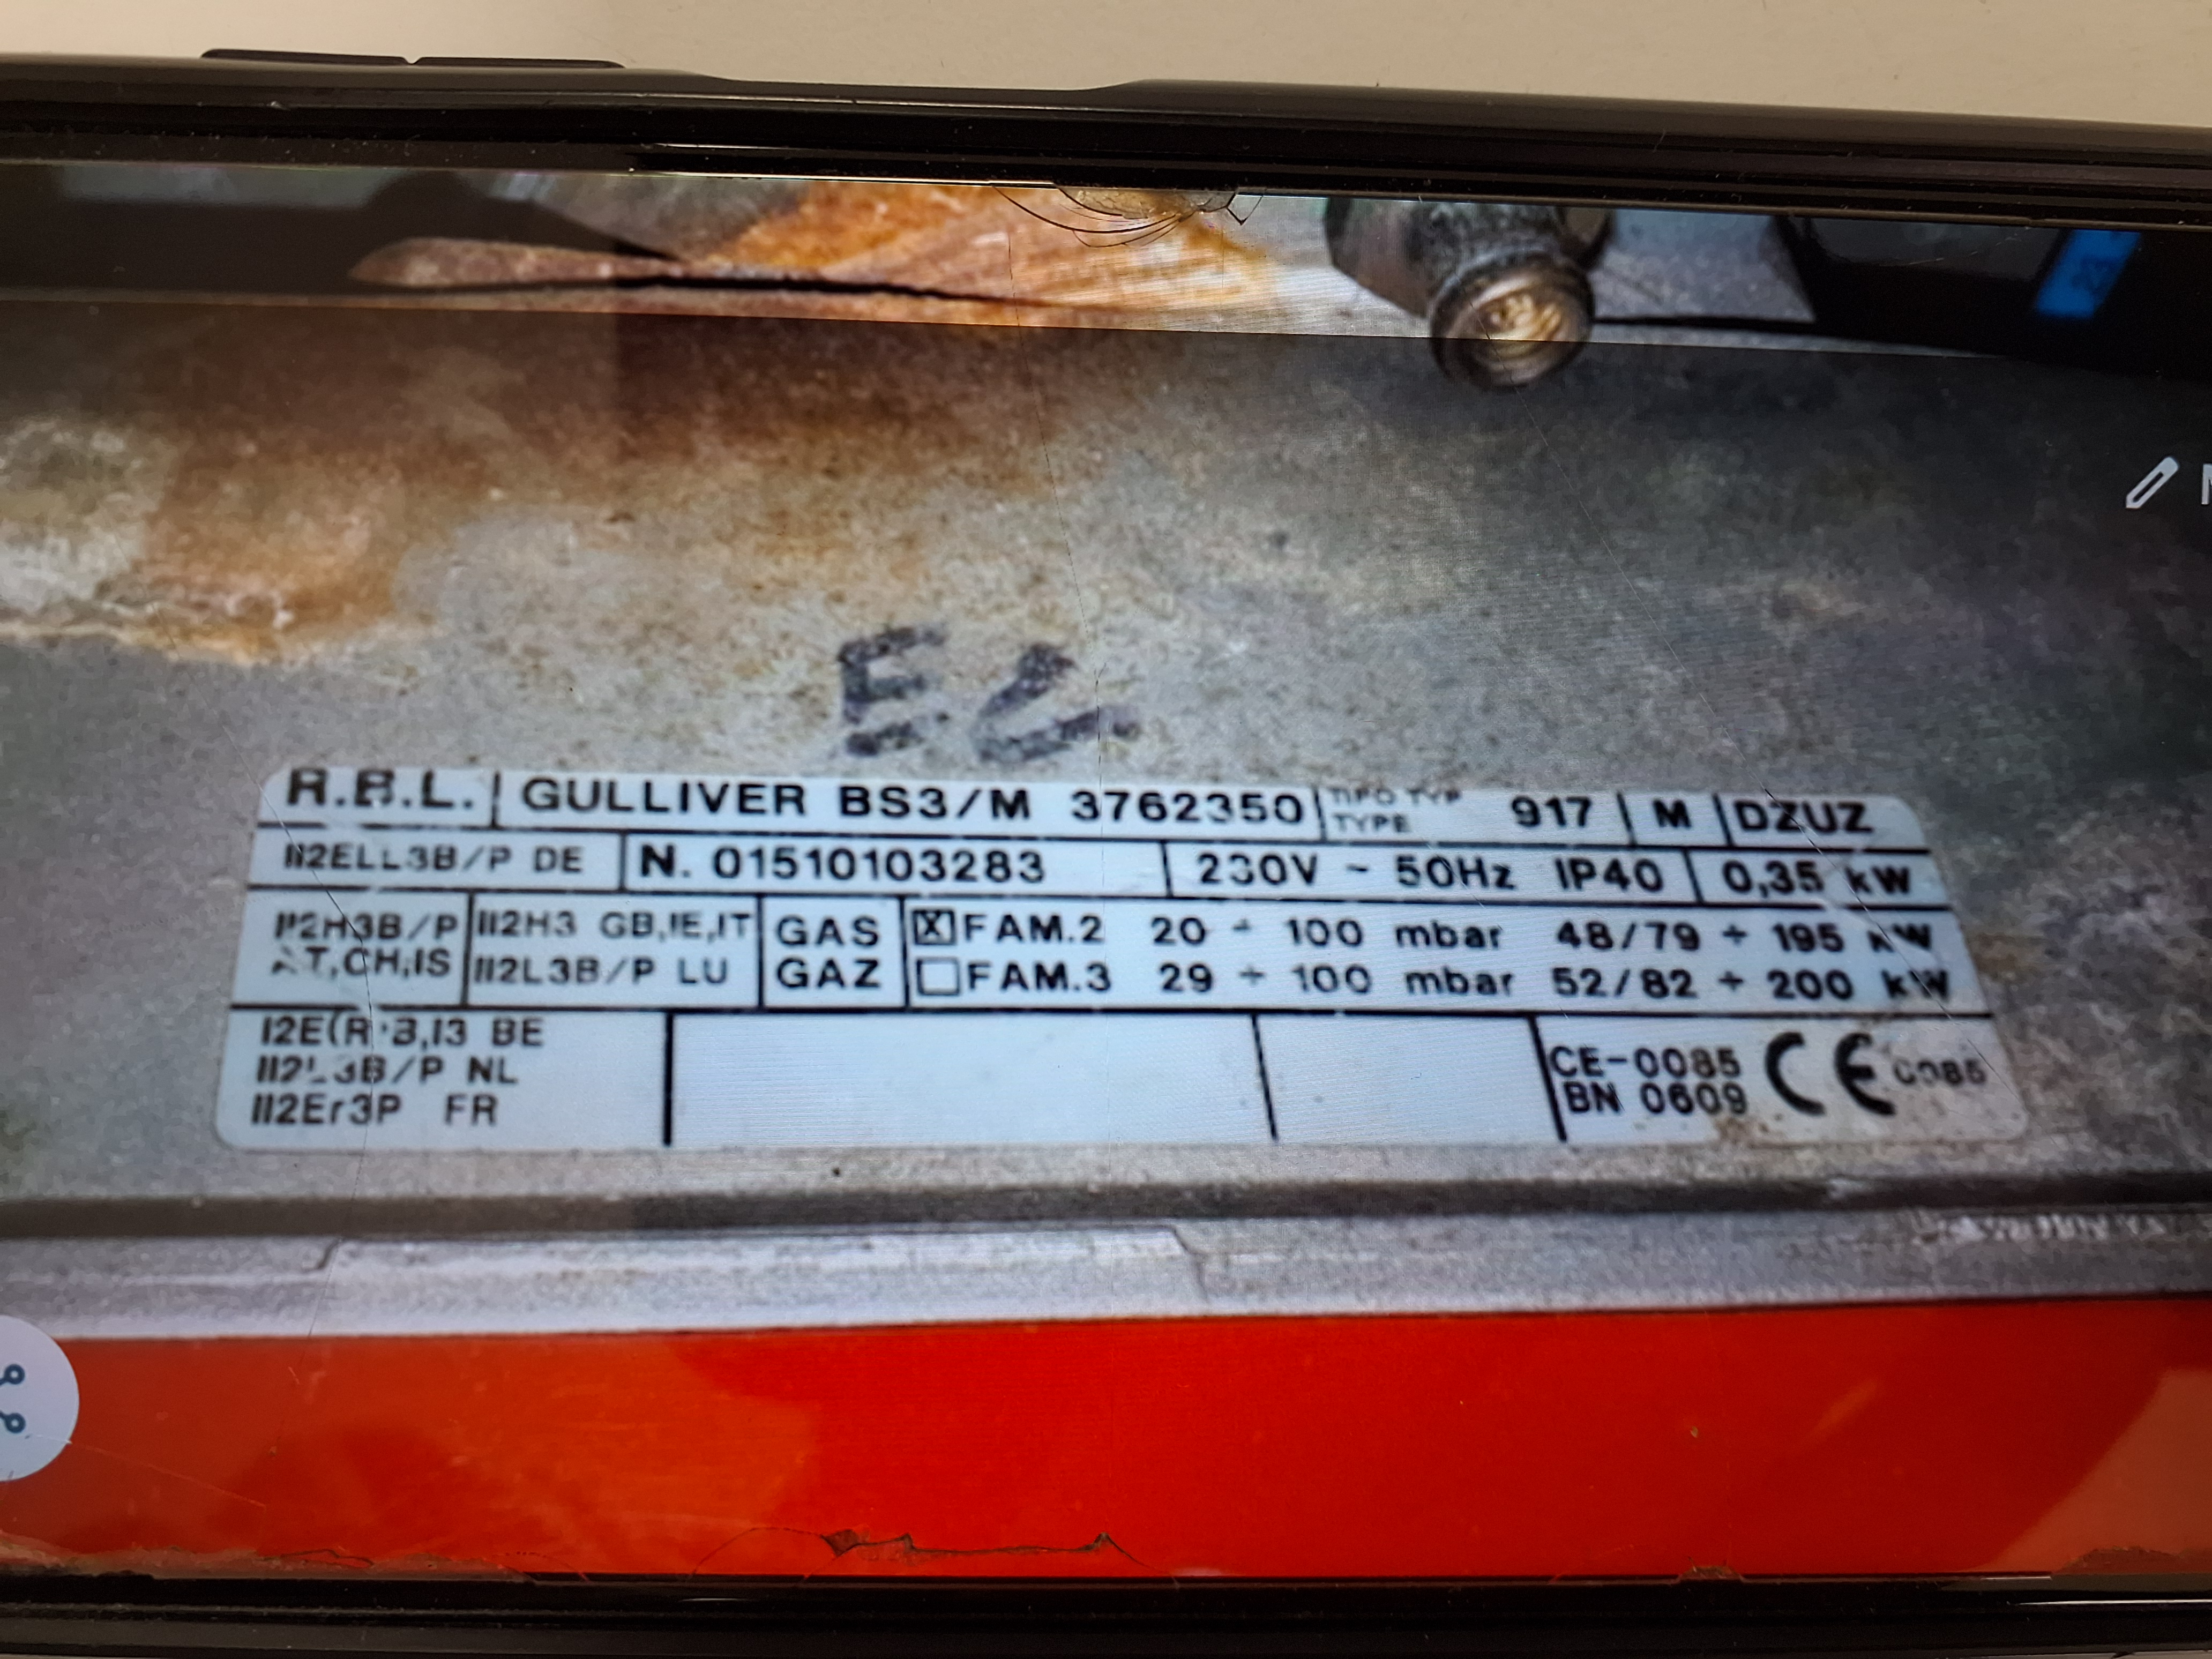 R.B.L. GULLIVER BS3/M 3762350 TIPO TYP TYPE 917 M DZUZ
II2ELL3B/P DE N. 01510103283 230V ~ 50Hz IP40 0,35 kW
II2H3B/P II2H3 GB,IE,IT GAS FAM.2 20 ÷ 100 mbar 48/79 ÷ 195 kW
AT,CH,IS II2L3B/P LU GAZ FAM.3 29 ÷ 100 mbar 52/82 ÷ 200 kW
BE
II2L3B/P NL
II2Er3P FR
CE-0085
BN 0609
CE 0085